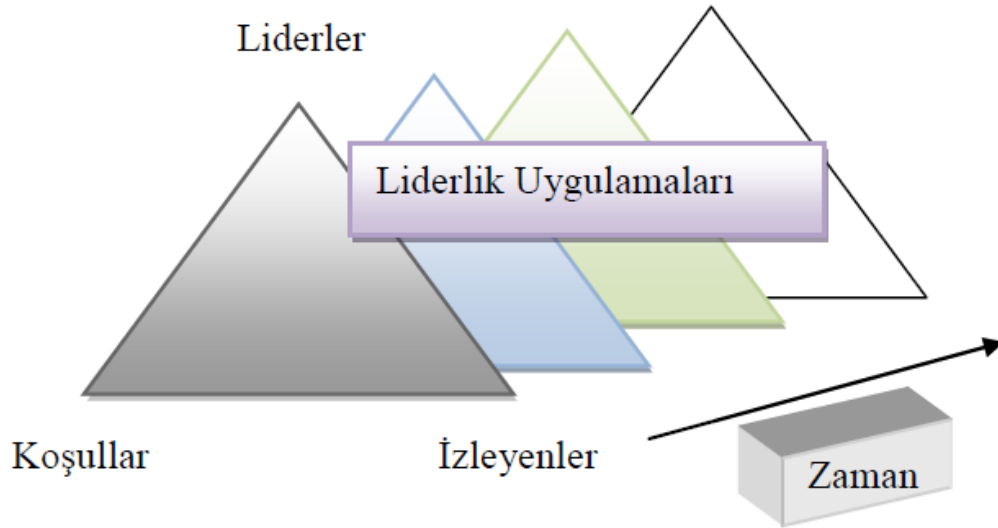 Liderler
Liderlik Uygulamaları
Koşullar
İzleyenler
Zaman